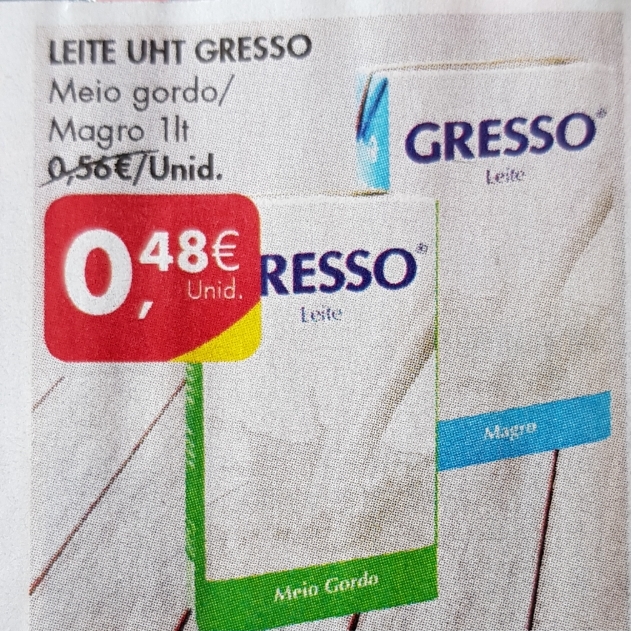 LEITE UHT GRESSO
Meio gordo/
Magro 1lt
0,56€/Unid.
0,48€
Unid.
GRESSO®
Leite
RESSO®
Leite
Magro
Meio Gordo